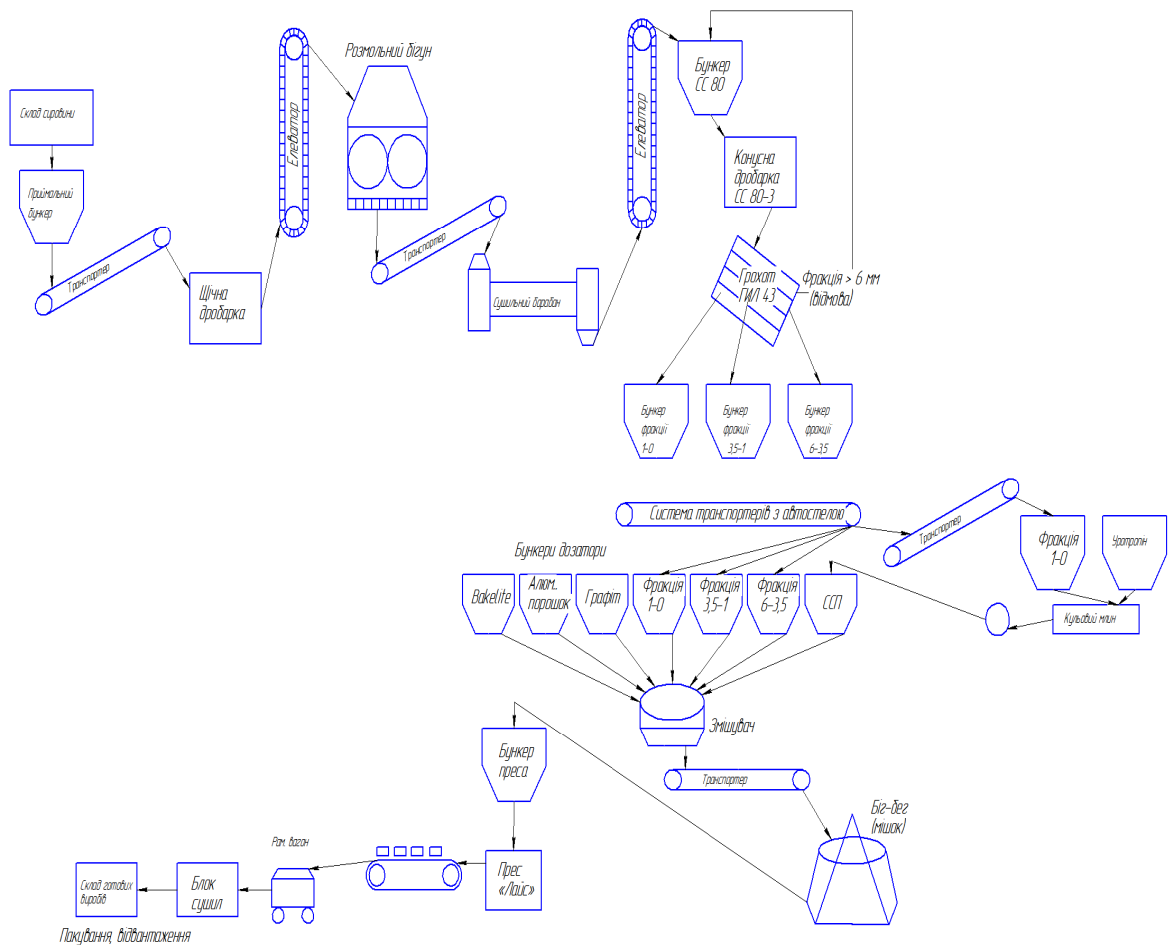 Склад сировини
Приймальний
бункер
Транспортер
Щічна
дробарка
Елеватор
Розмольний бігун
Транспортер
Сушильний барабан
Елеватор
Бункер
СС 80
Конусна
дробарка
СС 80-3
Грохот
ГИЛ 43
Фракція > 6 мм
(відмова)
Бункер
фракції
1-0
Бункер
фракції
3,5-1
Бункер
фракції
6-3,5
Система транспортерів з автостелою
Транспортер
Фракція
1-0
Уротропін
Кульовий млин
Бункери дозатори
Bakelite
Алюм.
порошок
Графіт
Фракція
1-0
Фракція
3,5-1
Фракція
6-3,5
ССП
Змішувач
Транспортер
Біг-бег
(мішок)
Бункер
преса
Прес
«Лайс»
Рам. вагон
Блок
сушил
Склад готових
виробів
Пакування, відвантаження